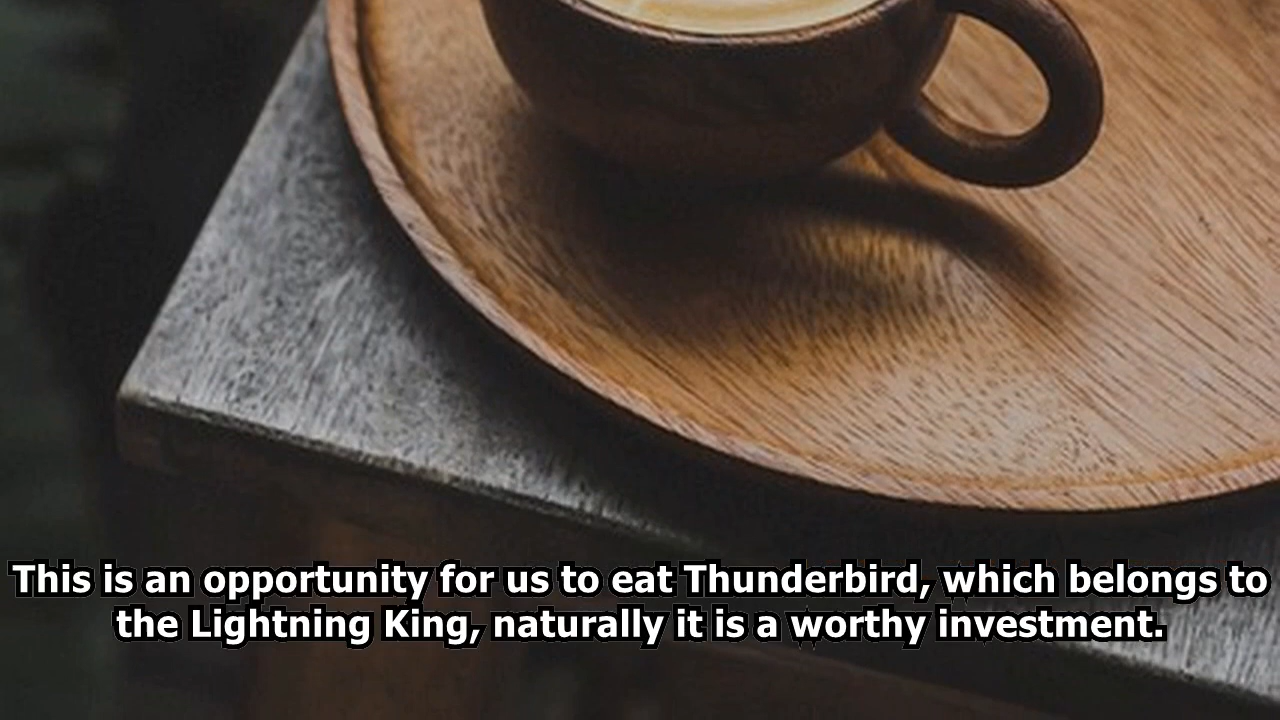 This is an opportunity for us to eat Thunderbird, which belongs to
the Lightning King, naturally it is a worthy investment.